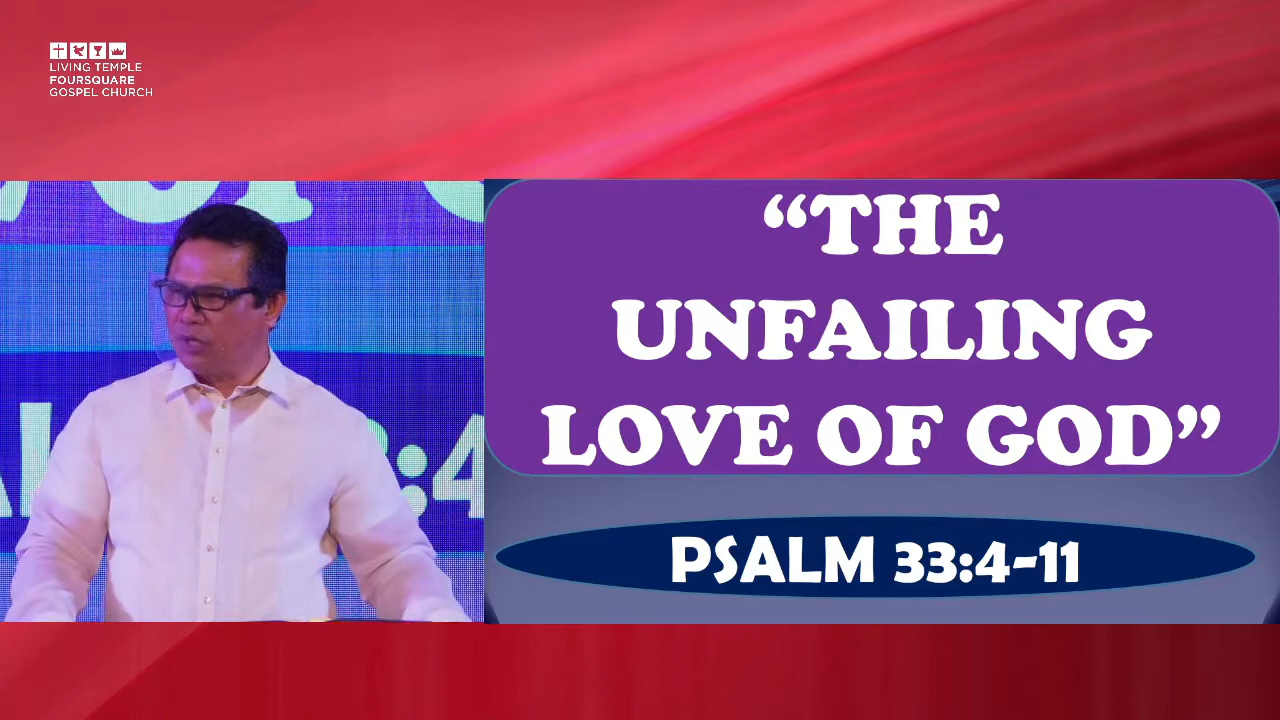 LIVING TEMPLE
FOURSQUARE
GOSPEL CHURCH
“THE
UNFAILING
LOVE OF GOD”
PSALM 33:4-11